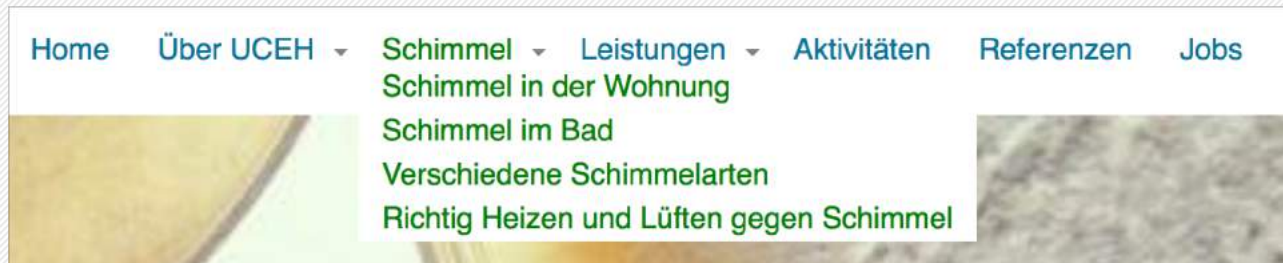 Home Über UCEH Schimmel Leistungen Aktivitäten Referenzen Jobs
Schimmel in der Wohnung
Schimmel im Bad
Verschiedene Schimmelarten
Richtig Heizen und Lüften gegen Schimmel